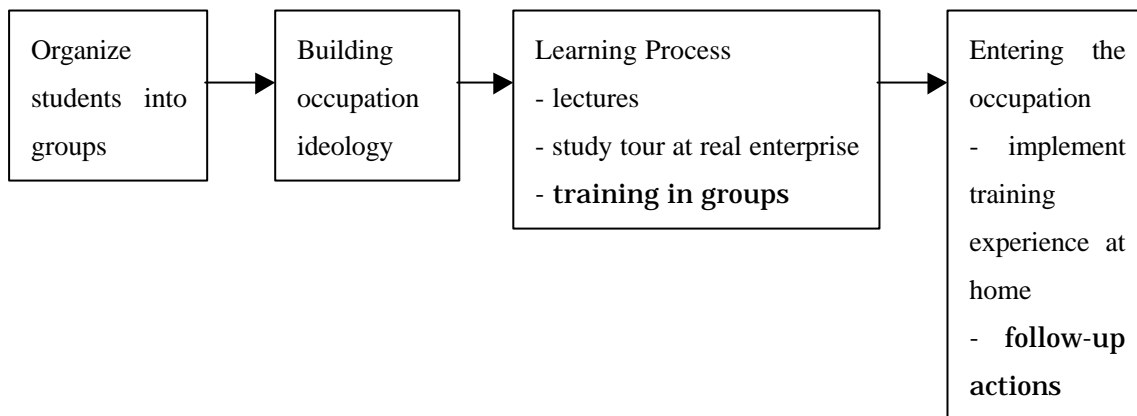 Organize
students into
groups
Building
occupation
ideology
Learning Process
- lectures
- study tour at real enterprise
- training in groups
Entering the
occupation
- implement
training
experience at
home
- follow-up
actions